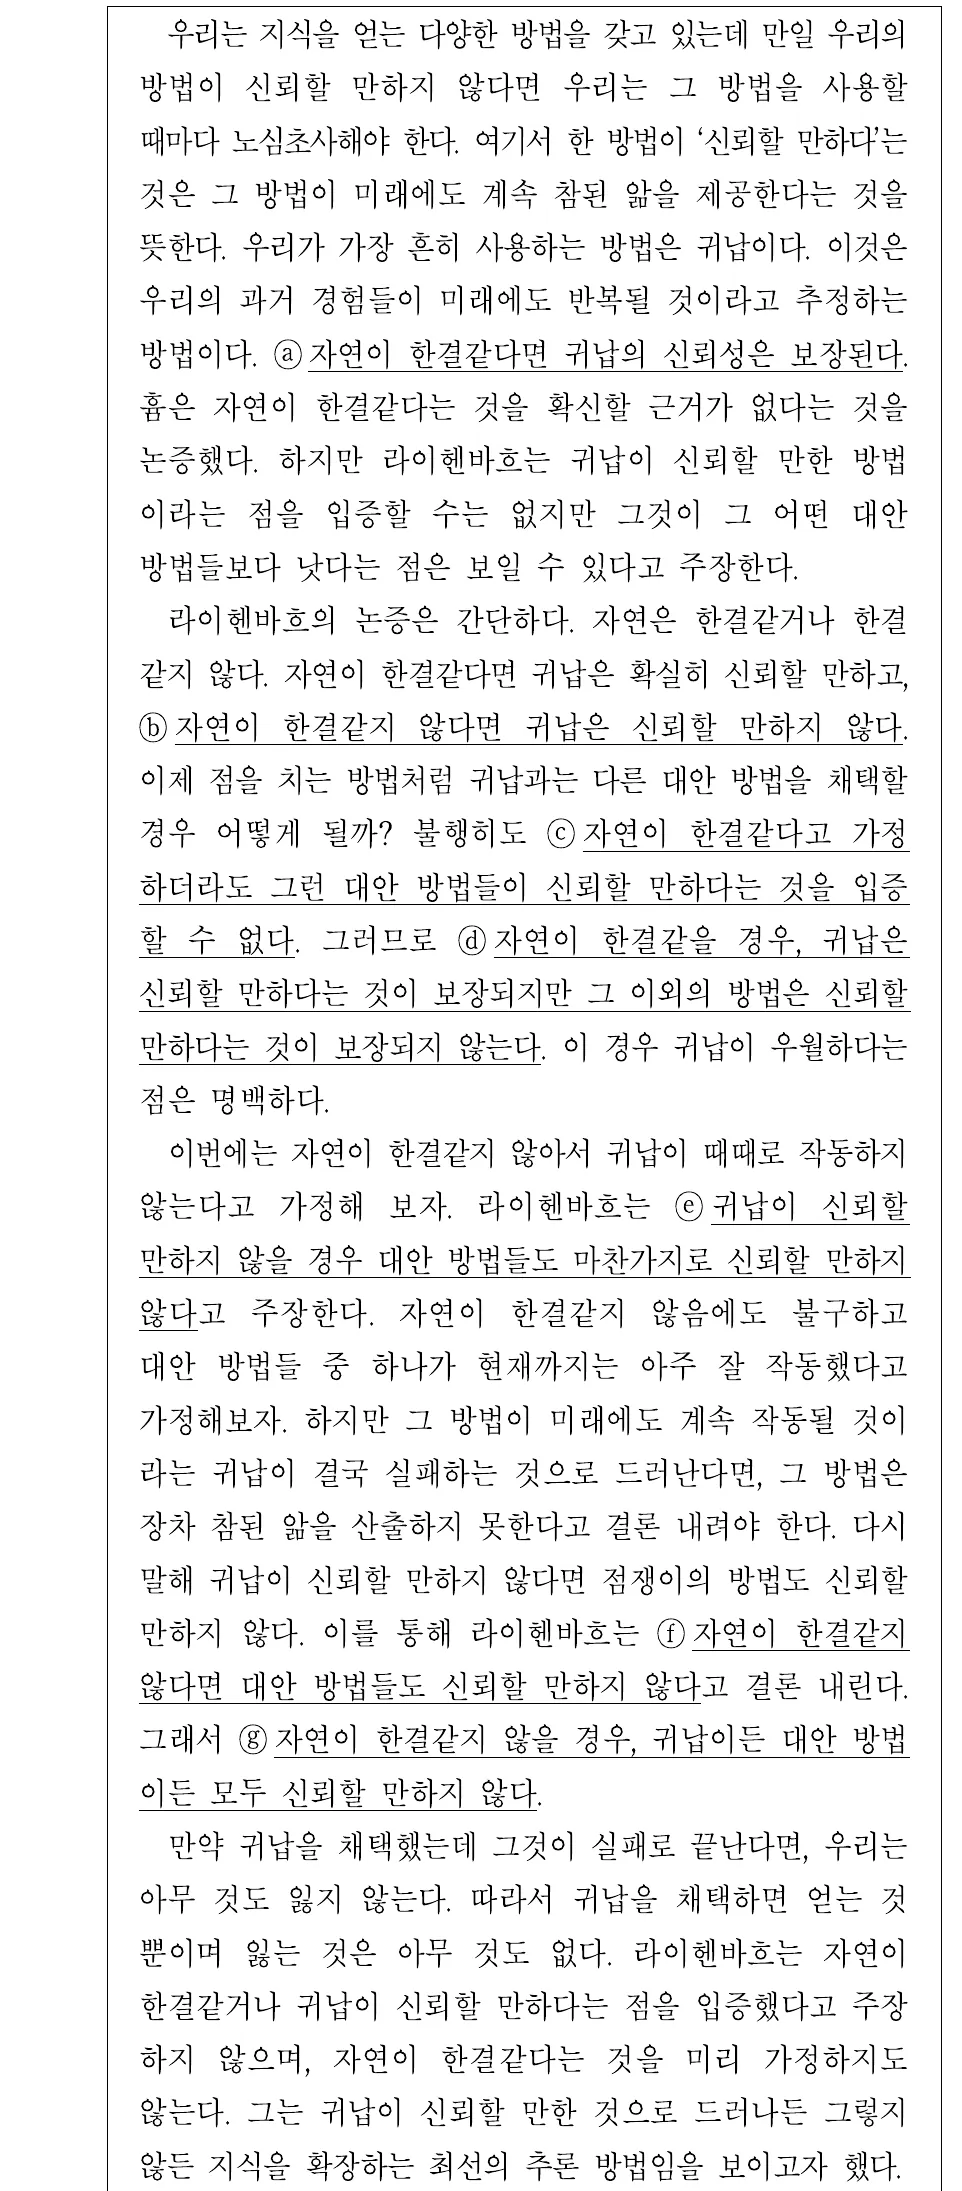 우리는 지식을 얻는 다양한 방법을 갖고 있는데 만일 우리의
방법이 신뢰할 만하지 않다면 우리는 그 방법을 사용할
때마다 노심초사해야 한다. 여기서 한 방법이 ‘신뢰할 만하다’는
것은 그 방법이 미래에도 계속 참된 앎을 제공한다는 것을
뜻한다. 우리가 가장 흔히 사용하는 방법은 귀납이다. 이것은
우리의 과거 경험들이 미래에도 반복될 것이라고 추정하는
방법이다. ⓐ자연이 한결같다면 귀납의 신뢰성은 보장된다.
흄은 자연이 한결같다는 것을 확신할 근거가 없다는 것을
논증했다. 하지만 라이헨바흐는 귀납이 신뢰할 만한 방법
이라는 점을 입증할 수는 없지만 그것이 그 어떤 대안
방법들보다 낫다는 점은 보일 수 있다고 주장한다.
라이헨바흐의 논증은 간단하다. 자연은 한결같거나 한결
같지 않다. 자연이 한결같다면 귀납은 확실히 신뢰할 만하고,
ⓑ자연이 한결같지 않다면 귀납은 신뢰할 만하지 않다.
이제 점을 치는 방법처럼 귀납과는 다른 대안 방법을 채택할
경우 어떻게 될까? 불행히도 ⓒ자연이 한결같다고 가정
하더라도 그런 대안 방법들이 신뢰할 만하다는 것을 입증
할 수 없다. 그러므로 ⓓ자연이 한결같을 경우, 귀납은
신뢰할 만하다는 것이 보장되지만 그 이외의 방법은 신뢰할
만하다는 것이 보장되지 않는다. 이 경우 귀납이 우월하다는
점은 명백하다.
이번에는 자연이 한결같지 않아서 귀납이 때때로 작동하지
않는다고 가정해 보자. 라이헨바흐는 ⓔ귀납이 신뢰할
만하지 않을 경우 대안 방법들도 마찬가지로 신뢰할 만하지
않다고 주장한다. 자연이 한결같지 않음에도 불구하고
대안 방법들 중 하나가 현재까지는 아주 잘 작동했다고
가정해보자. 하지만 그 방법이 미래에도 계속 작동될 것이
라는 귀납이 결국 실패하는 것으로 드러난다면, 그 방법은
장차 참된 앎을 산출하지 못한다고 결론 내려야 한다. 다시
말해 귀납이 신뢰할 만하지 않다면 점쟁이의 방법도 신뢰할
만하지 않다. 이를 통해 라이헨바흐는 ⓕ자연이 한결같지
않다면 대안 방법들도 신뢰할 만하지 않다고 결론 내린다.
그래서 ⓖ자연이 한결같지 않을 경우, 귀납이든 대안 방법
이든 모두 신뢰할 만하지 않다.
만약 귀납을 채택했는데 그것이 실패로 끝난다면, 우리는
아무 것도 잃지 않는다. 따라서 귀납을 채택하면 얻는 것
뿐이며 잃는 것은 아무 것도 없다. 라이헨바흐는 자연이
한결같거나 귀납이 신뢰할 만하다는 점을 입증했다고 주장
하지 않으며, 자연이 한결같다는 것을 미리 가정하지도
않는다. 그는 귀납이 신뢰할 만한 것으로 드러나든 그렇지
않든 지식을 확장하는 최선의 추론 방법임을 보이고자 했다.